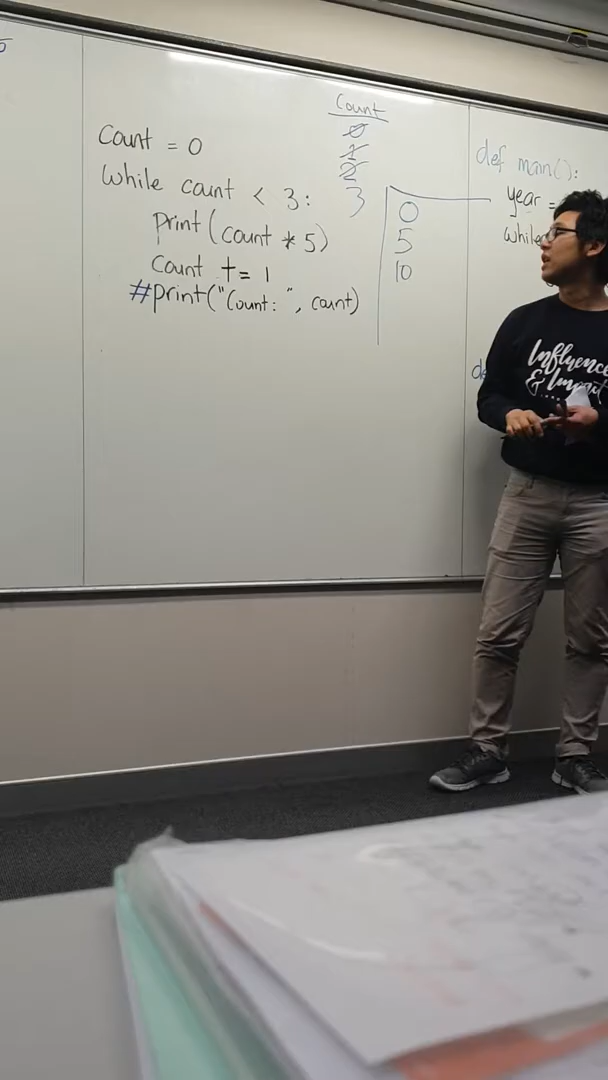 count = 0
while count < 3:
print(count * 5)
count += 1
#print("Count: ", count)
Count
0
1
2
3
0
5
10
def main():
year =
while
Influence
& Impact